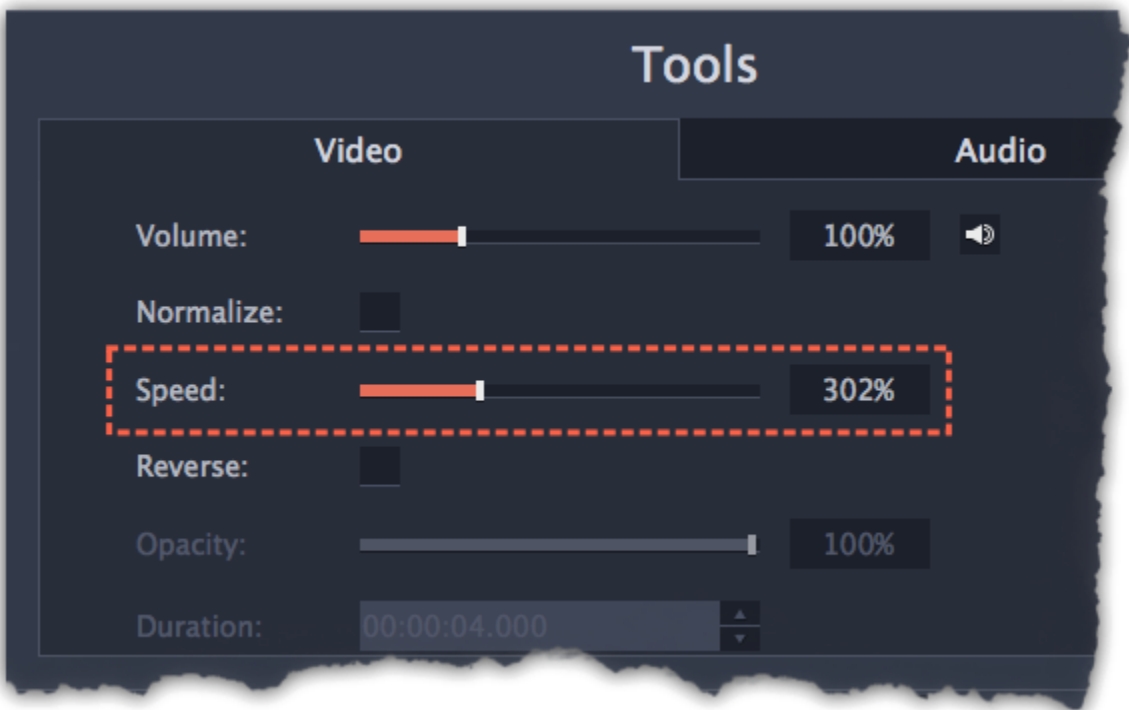 Tools
Video Audio
Volume: 100%
Normalize:
Speed: 302%
Reverse:
Opacity: 100%
Duration: 00:00:04.000